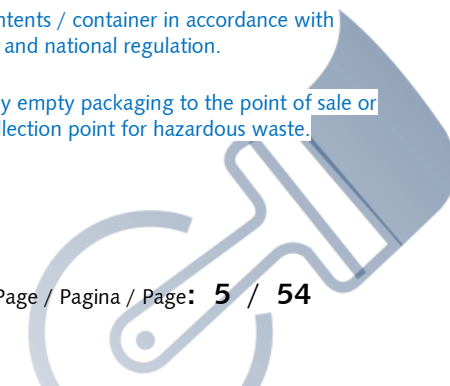 ntents / container in accordance with
and national regulation.
y empty packaging to the point of sale or
llection point for hazardous waste.
Page / Pagina / Page: 5 / 54